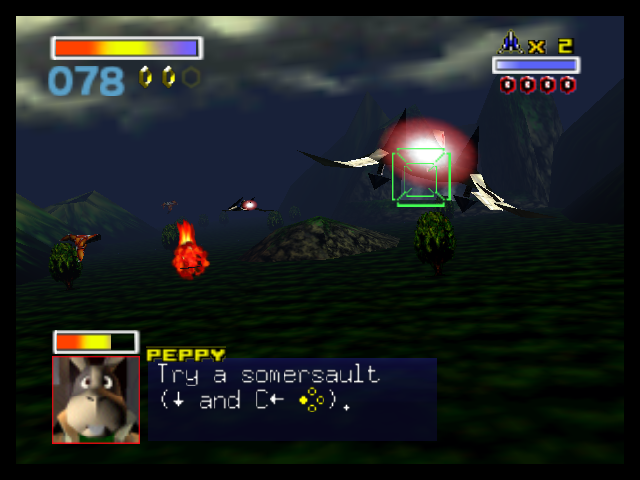 078
x 2
PEPPY
Try a somersault
(↓ and C←).